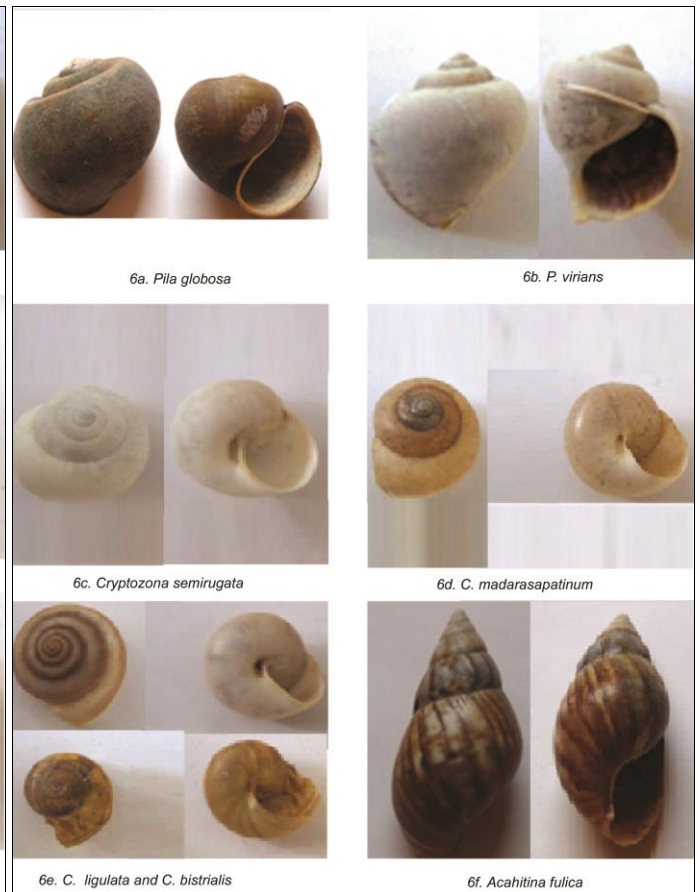 6a. Pila globosa
6b. P. virians
6c. Cryptozona semirugata
6d. C. madarasapatinum
6e. C. ligulata and C. bistrialis
6f. Acahitina fulica